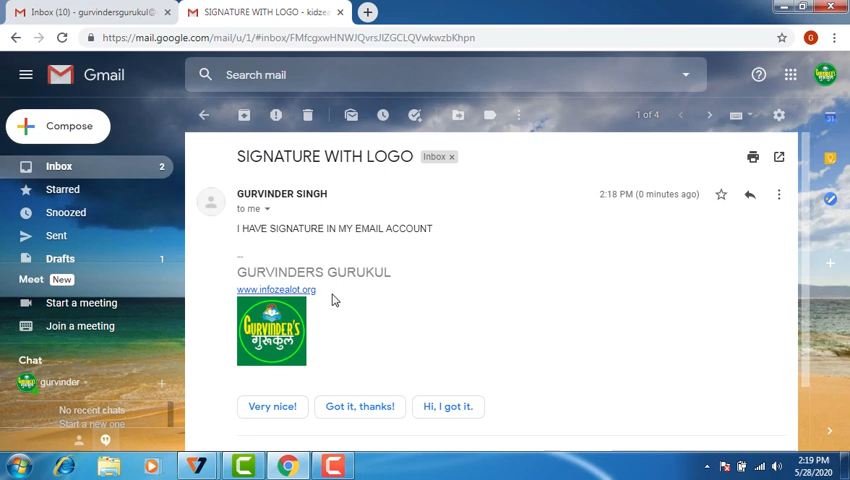 Inbox (10) - gurvindersgurukul@
SIGNATURE WITH LOGO - kidzea
https://mail.google.com/mail/u/1/#inbox/FMfcgxwHNWJQvrsJlZGCLQVwkwzbKhpn
G
Gmail
Search mail
Compose
1 of 4
Inbox 2
Starred
Snoozed
Sent
Drafts 1
Meet New
Start a meeting
Join a meeting
Chat
gurvinder
No recent chats
Start a new one
SIGNATURE WITH LOGO Inbox x
GURVINDER SINGH
2:18 PM (0 minutes ago)
to me
I HAVE SIGNATURE IN MY EMAIL ACCOUNT
--
GURVINDERS GURUKUL
www.infozealot.org
GURVINDER'S
गुरूकुल
Very nice!
Got it, thanks!
Hi, I got it.
2:19 PM
5/28/2020